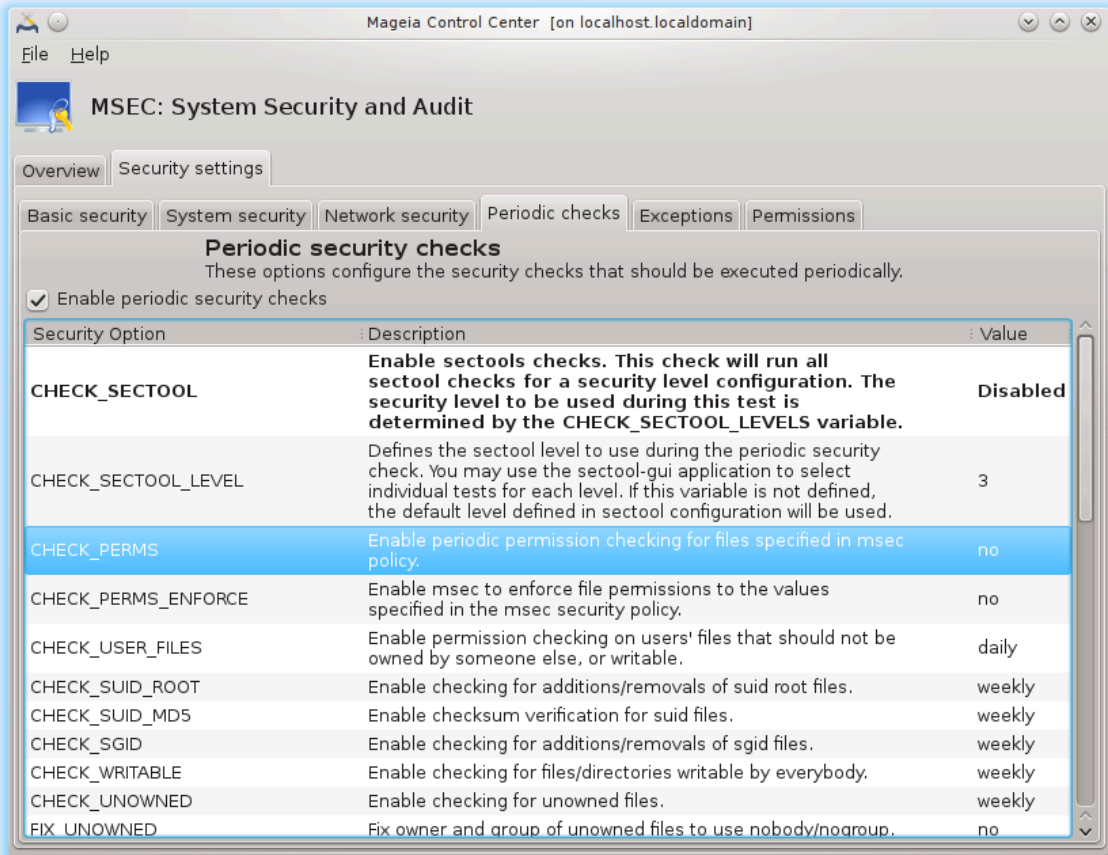 Mageia Control Center [on localhost.localdomain]
File Help
MSEC: System Security and Audit
Overview Security settings
Basic security System security Network security Periodic checks Exceptions Permissions
Periodic security checks
These options configure the security checks that should be executed periodically.
Enable periodic security checks
Security Option Description Value
Enable sectools checks. This check will run all
sectool checks for a security level configuration. The
CHECK_SECTOOL Disabled
security level to be used during this test is
determined by the CHECK_SECTOOL_LEVELS variable.
Defines the sectool level to use during the periodic security
check. You may use the sectool-gui application to select
CHECK_SECTOOL_LEVEL 3
individual tests for each level. If this variable is not defined,
the default level defined in sectool configuration will be used.
CHECK_PERMS Enable periodic permission checking for files specified in msec no
policy.
CHECK_PERMS_ENFORCE Enable msec to enforce file permissions to the values no
specified in the msec security policy.
CHECK_USER_FILES Enable permission checking on users' files that should not be daily
owned by someone else, or writable.
CHECK_SUID_ROOT Enable checking for additions/removals of suid root files. weekly
CHECK_SUID_MD5 Enable checksum verification for suid files. weekly
CHECK_SGID Enable checking for additions/removals of sgid files. weekly
CHECK_WRITABLE Enable checking for files/directories writable by everybody. weekly
CHECK_UNOWNED Enable checking for unowned files. weekly
FIX_UNOWNED Fix owner and group of unowned files to use nobody/nogroup. no